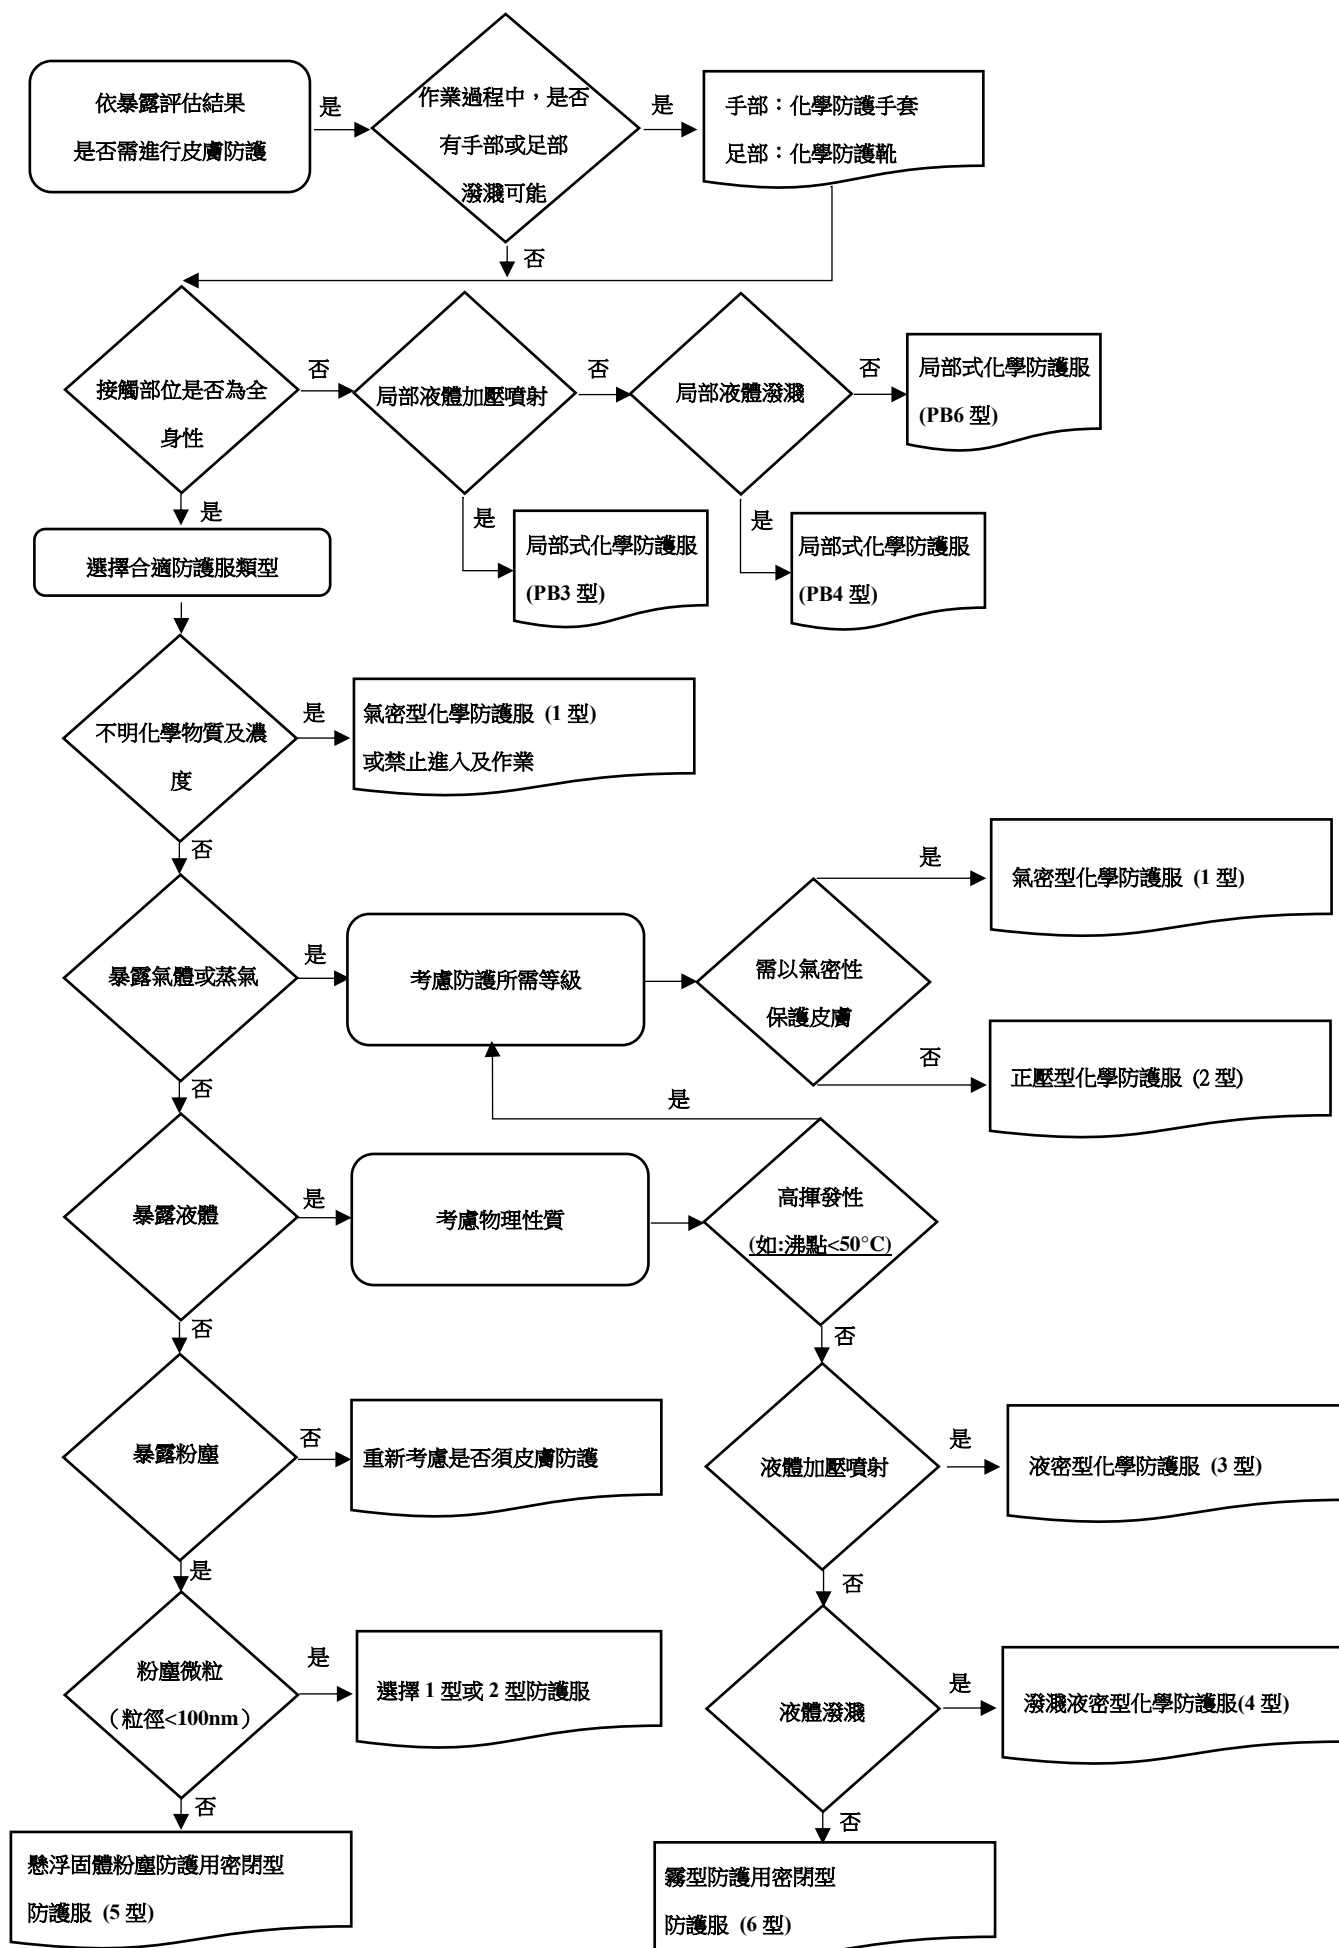 依暴露評估結果
是否需進行皮膚防護
是
作業過程中，是否
有手部或足部
潑濺可能
是
手部：化學防護手套
足部：化學防護靴
否
接觸部位是否為全
身性
否
局部液體加壓噴射
否
局部液體潑濺
否
局部式化學防護服
(PB6 型)
是
是
局部式化學防護服
(PB3 型)
是
局部式化學防護服
(PB4 型)
選擇合適防護服類型
不明化學物質及濃
度
是
氣密型化學防護服 (1 型)
或禁止進入及作業
否
暴露氣體或蒸氣
是
考慮防護所需等級
需以氣密性
保護皮膚
是
氣密型化學防護服 (1 型)
否
正壓型化學防護服 (2 型)
否
是
暴露液體
是
考慮物理性質
高揮發性
(如:沸點<50°C)
否
否
暴露粉塵
否
重新考慮是否須皮膚防護
液體加壓噴射
是
液密型化學防護服 (3 型)
是
否
粉塵微粒
（粒徑<100nm）
是
選擇 1 型或 2 型防護服
液體潑濺
是
潑濺液密型化學防護服(4 型)
否
否
懸浮固體粉塵防護用密閉型
防護服 (5 型)
霧型防護用密閉型
防護服 (6 型)